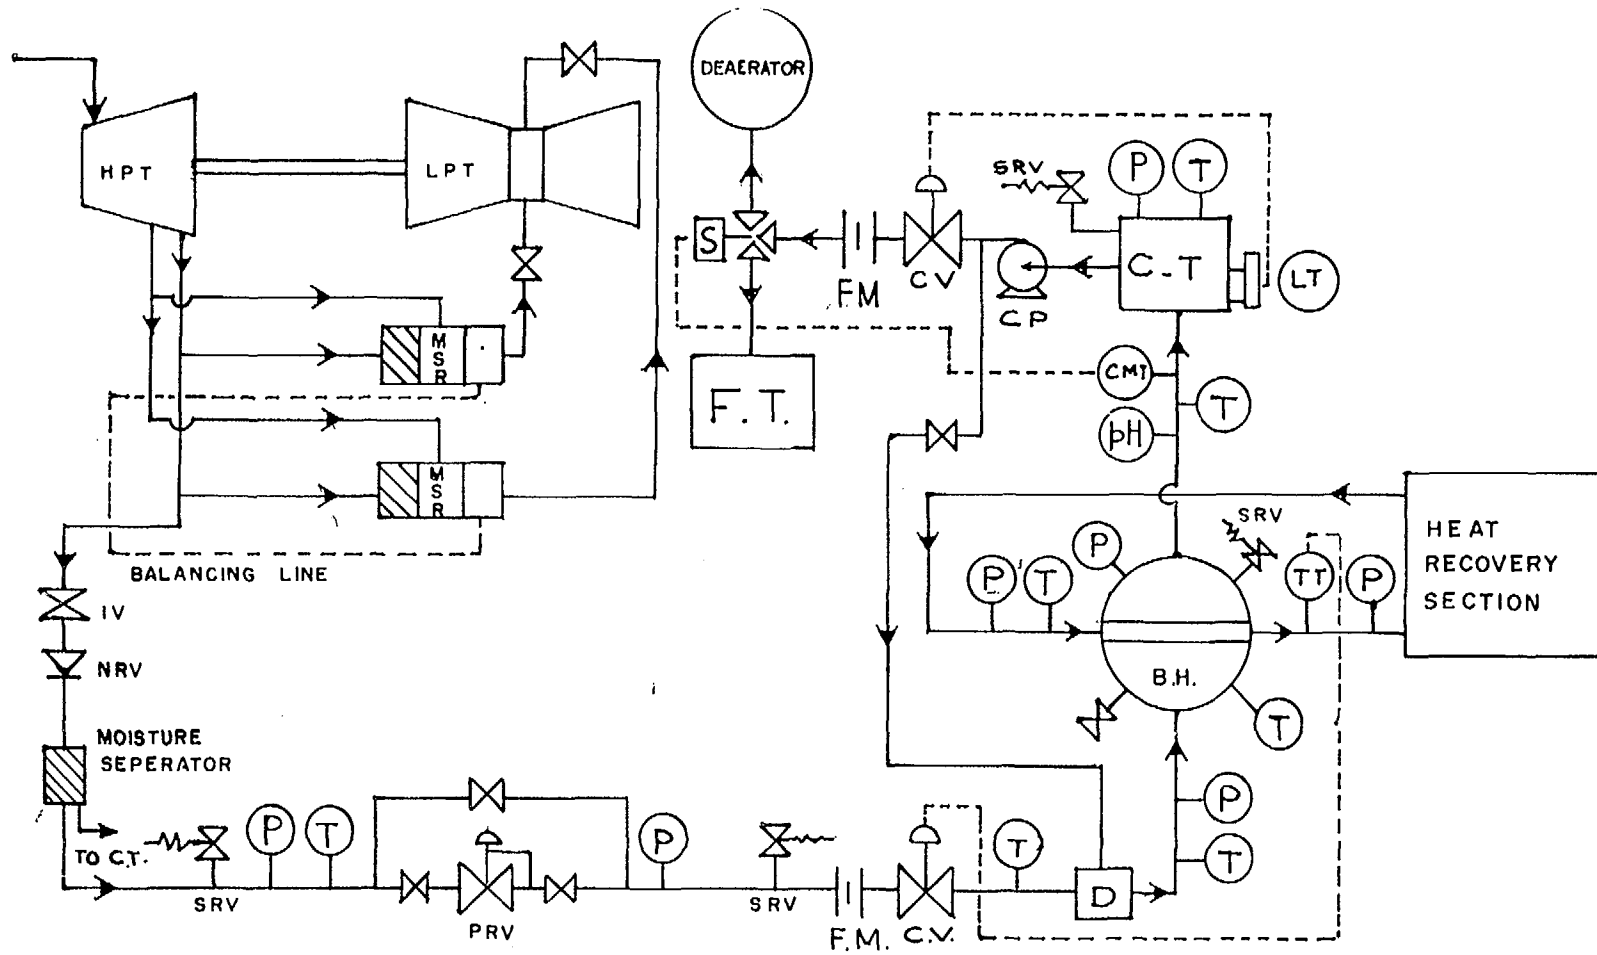 DEAERATOR
HPT
LPT
SRV
P
T
C-T
S
FM
CV
CP
LT
M
S
R
F.T.
CMT
T
pH
M
S
R
HEAT
RECOVERY
SECTION
SRV
P
P
T
TT
P
BALANCING LINE
IV
NRV
B.H.
T
MOISTURE
SEPERATOR
TO C.T.
P
T
P
T
P
T
SRV
PRV
SRV
F.M.
C.V.
D